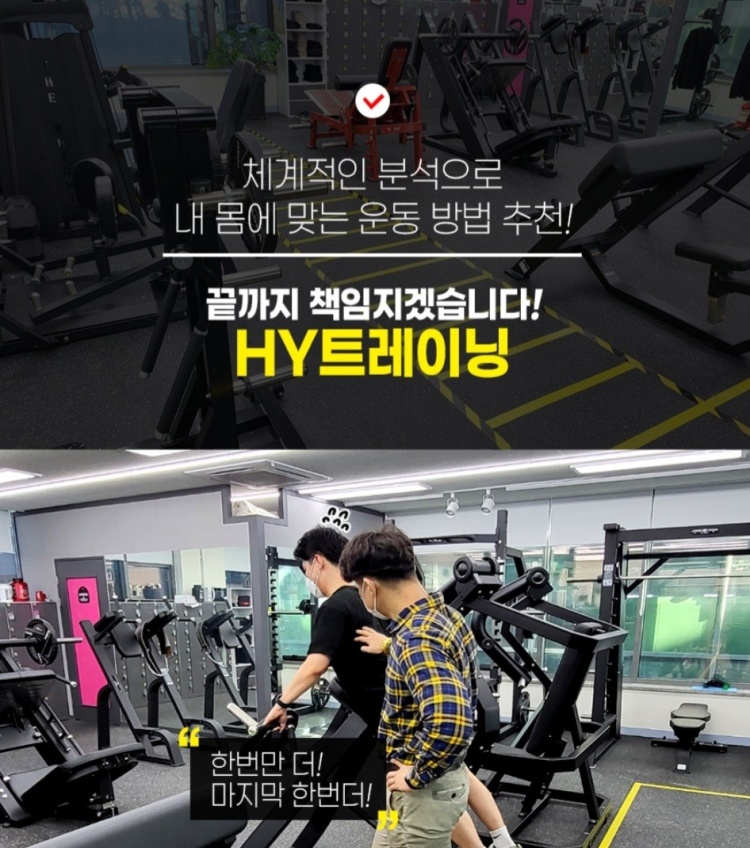 체계적인 분석으로
내 몸에 맞는 운동 방법 추천!
끝까지 책임지겠습니다!
HY트레이닝
“한번만 더!
마지막 한번더!”